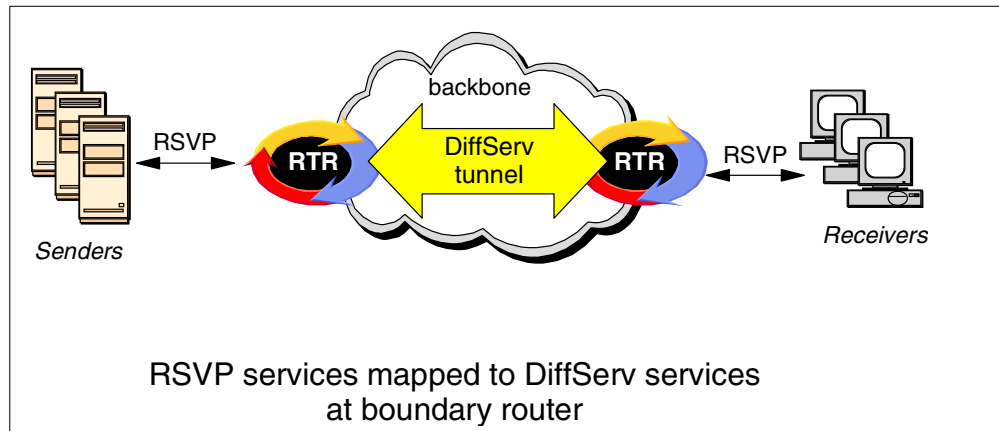 backbone
RSVP
RTR
DiffServ
tunnel
RTR
RSVP
Senders
Receivers
RSVP services mapped to DiffServ services
at boundary router